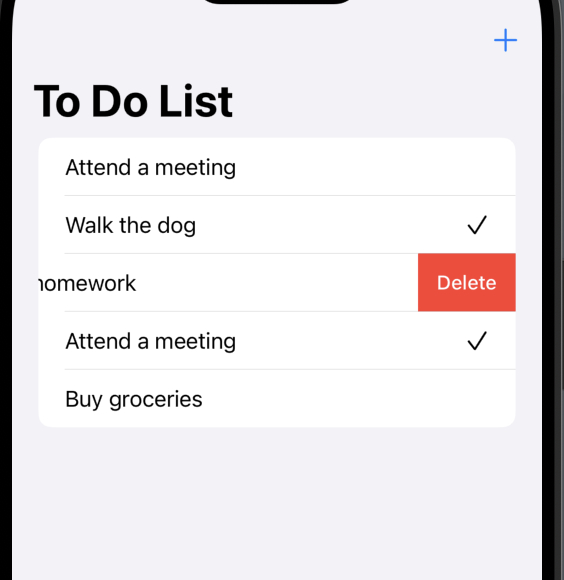 To Do List
Attend a meeting
Walk the dog
homework Delete
Attend a meeting
Buy groceries